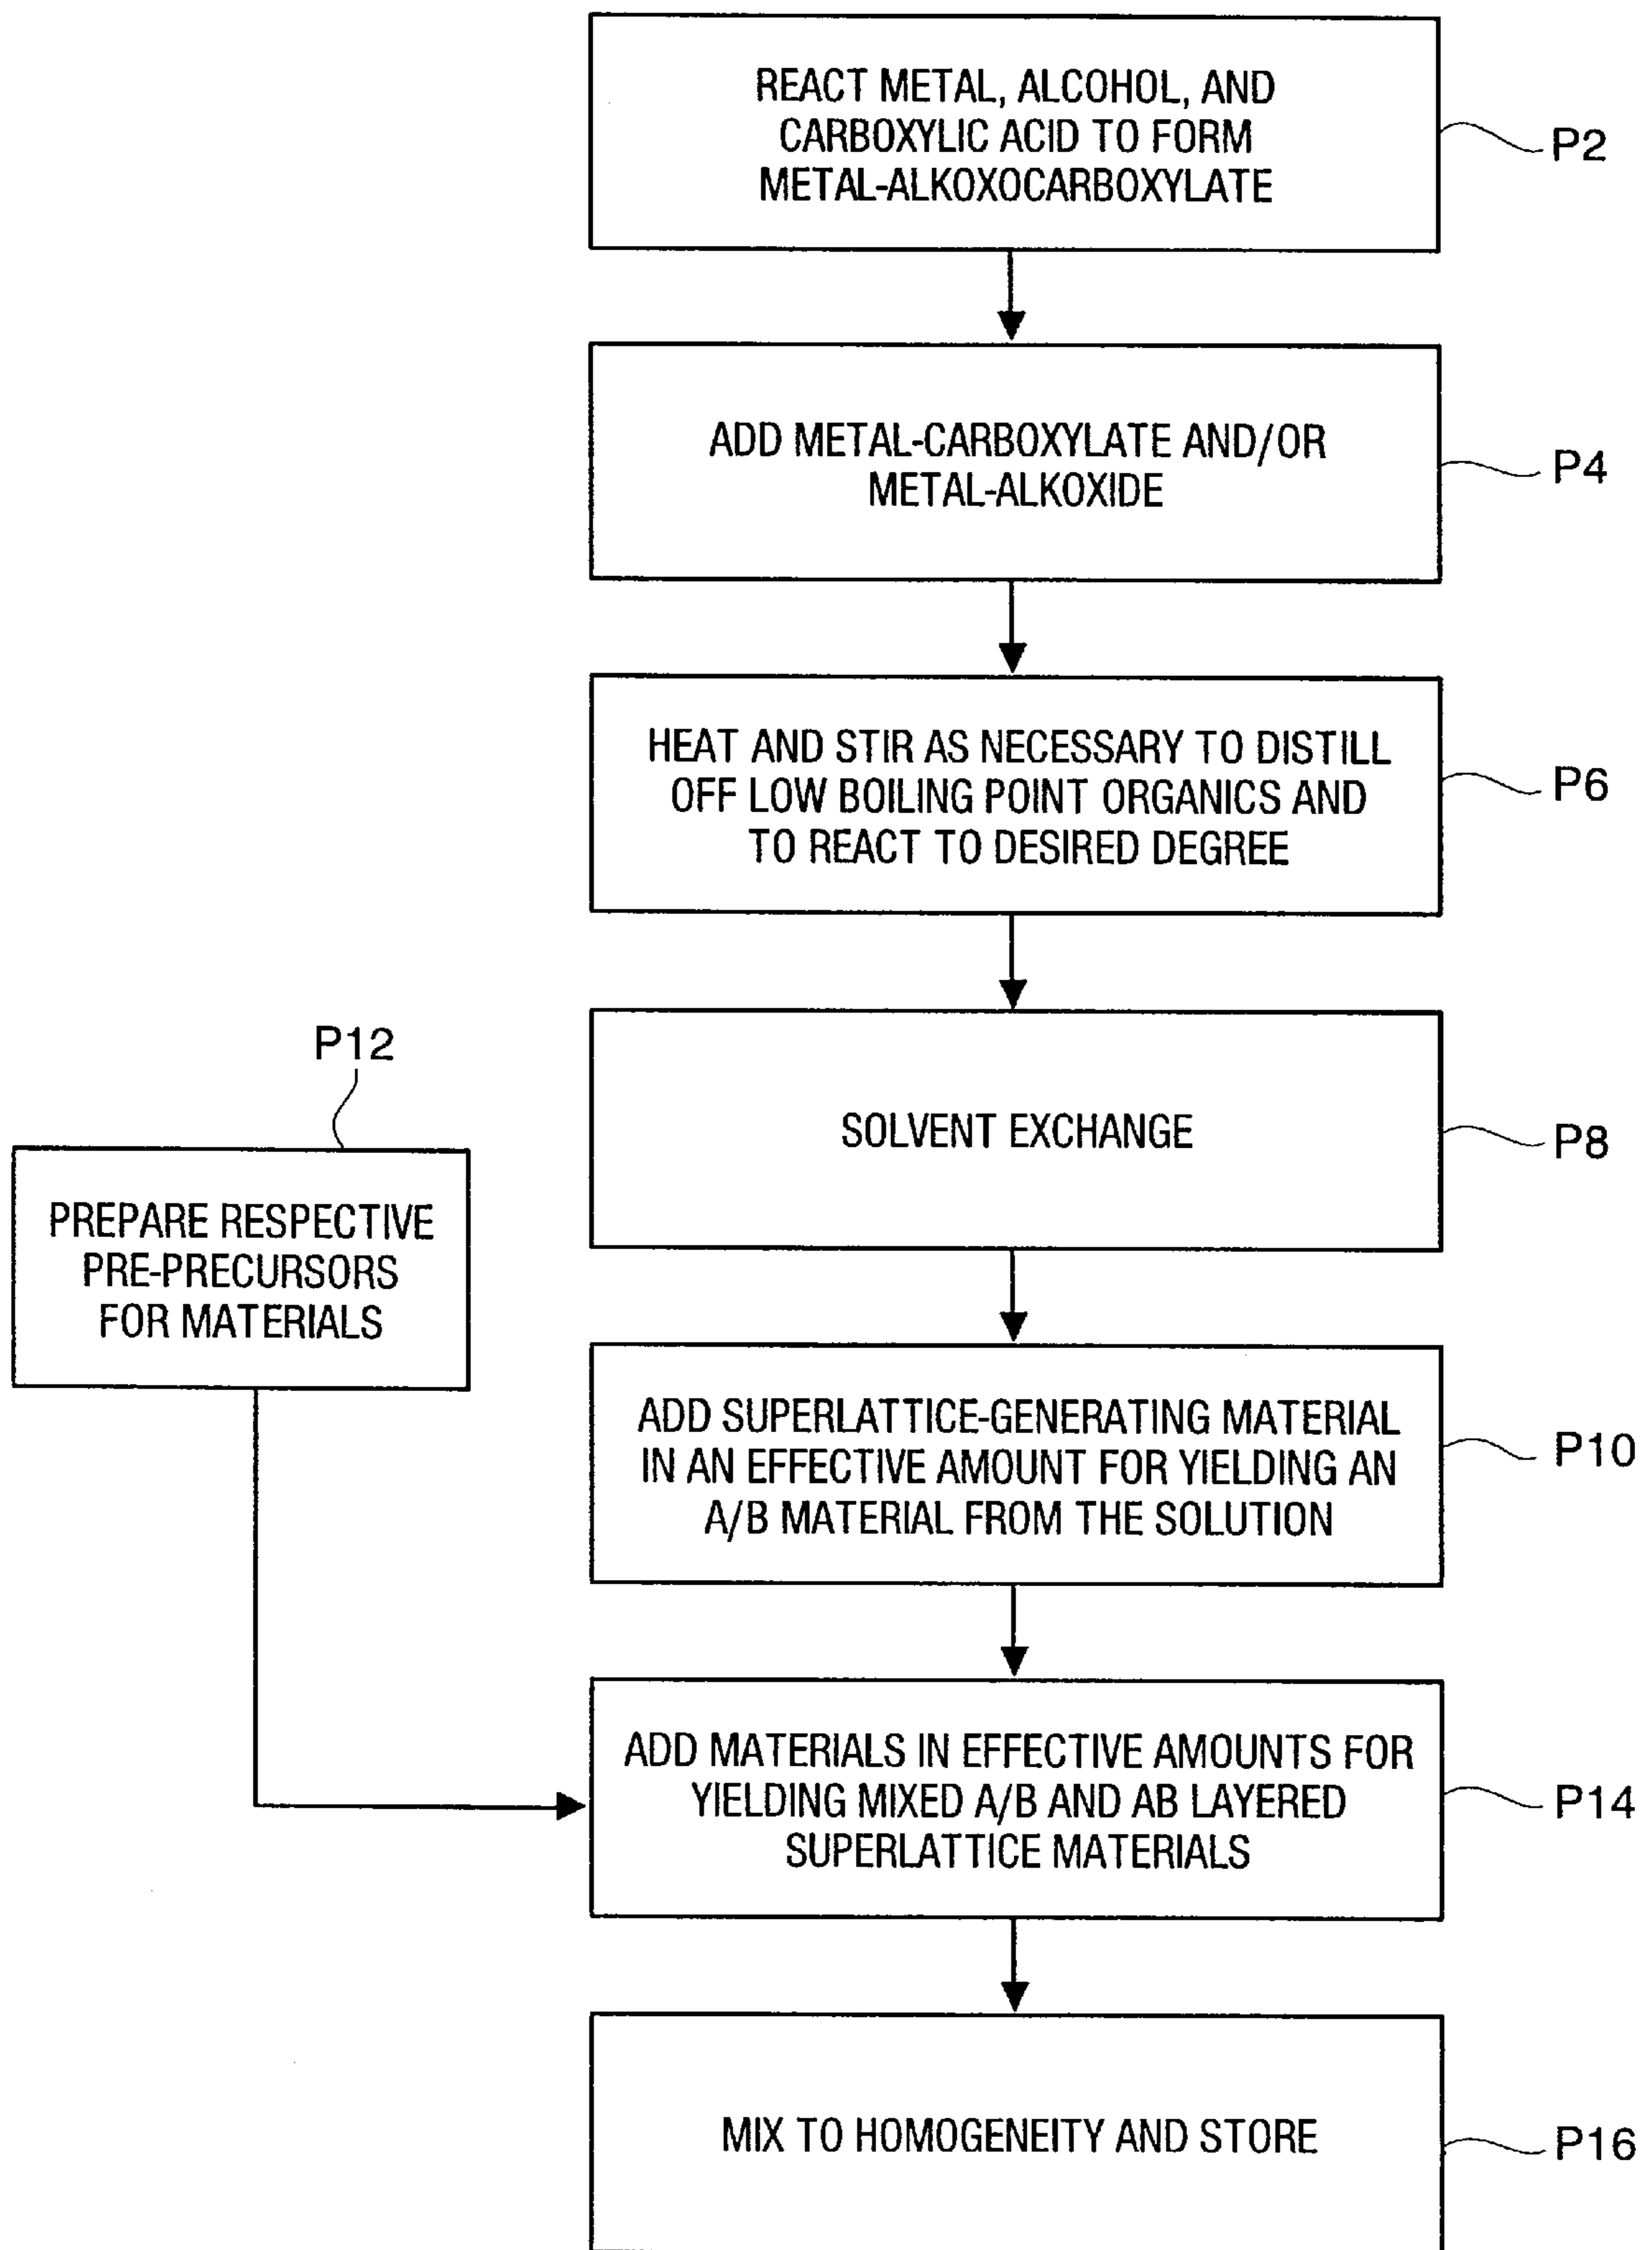 REACT METAL, ALCOHOL, AND
CARBOXYLIC ACID TO FORM
METAL-ALKOXOCARBOXYLATE
P2
ADD METAL-CARBOXYLATE AND/OR
METAL-ALKOXIDE
P4
HEAT AND STIR AS NECESSARY TO DISTILL
OFF LOW BOILING POINT ORGANICS AND
TO REACT TO DESIRED DEGREE
P6
SOLVENT EXCHANGE
P8
P12
PREPARE RESPECTIVE
PRE-PRECURSORS
FOR MATERIALS
ADD SUPERLATTICE-GENERATING MATERIAL
IN AN EFFECTIVE AMOUNT FOR YIELDING AN
A/B MATERIAL FROM THE SOLUTION
P10
ADD MATERIALS IN EFFECTIVE AMOUNTS FOR
YIELDING MIXED A/B AND AB LAYERED
SUPERLATTICE MATERIALS
P14
MIX TO HOMOGENEITY AND STORE
P16